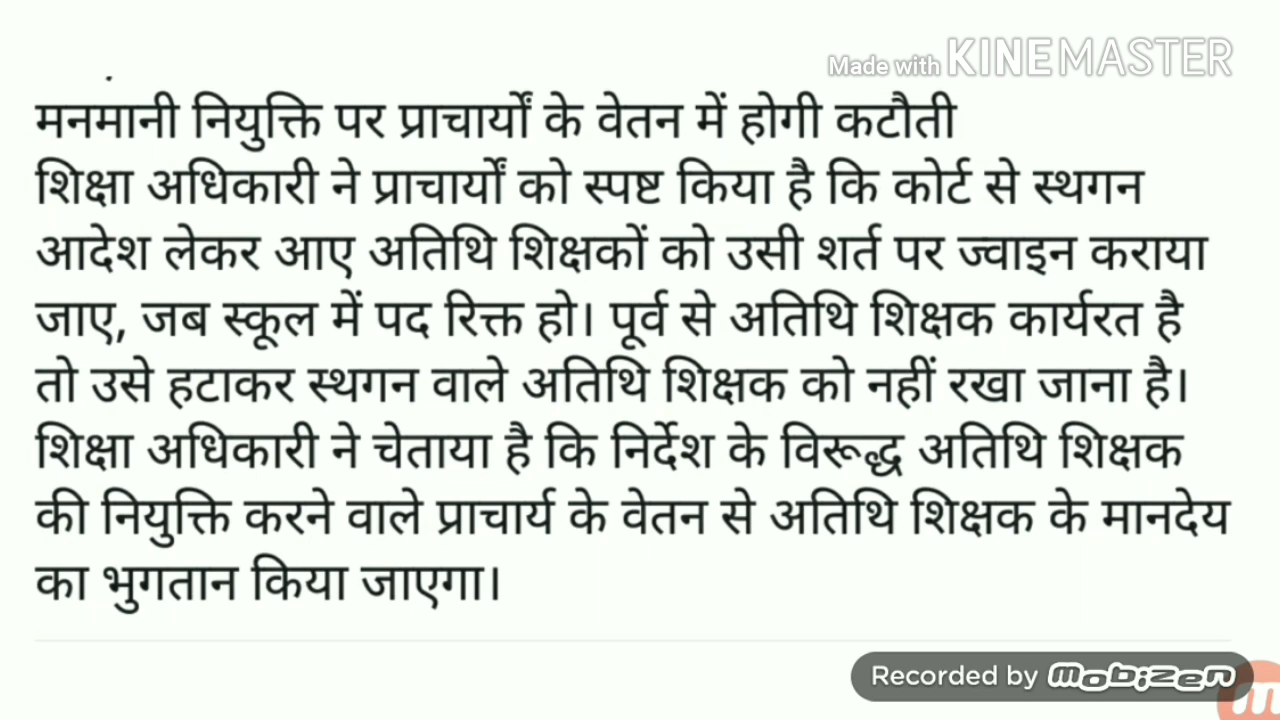 Made with KINEMASTER
मनमानी नियुक्ति पर प्राचार्यों के वेतन में होगी कटौती
शिक्षा अधिकारी ने प्राचार्यों को स्पष्ट किया है कि कोर्ट से स्थगन
आदेश लेकर आए अतिथि शिक्षकों को उसी शर्त पर ज्वाइन कराया
जाए, जब स्कूल में पद रिक्त हो। पूर्व से अतिथि शिक्षक कार्यरत है
तो उसे हटाकर स्थगन वाले अतिथि शिक्षक को नहीं रखा जाना है।
शिक्षा अधिकारी ने चेताया है कि निर्देश के विरूद्ध अतिथि शिक्षक
की नियुक्ति करने वाले प्राचार्य के वेतन से अतिथि शिक्षक के मानदेय
का भुगतान किया जाएगा।
Recorded by mobizen